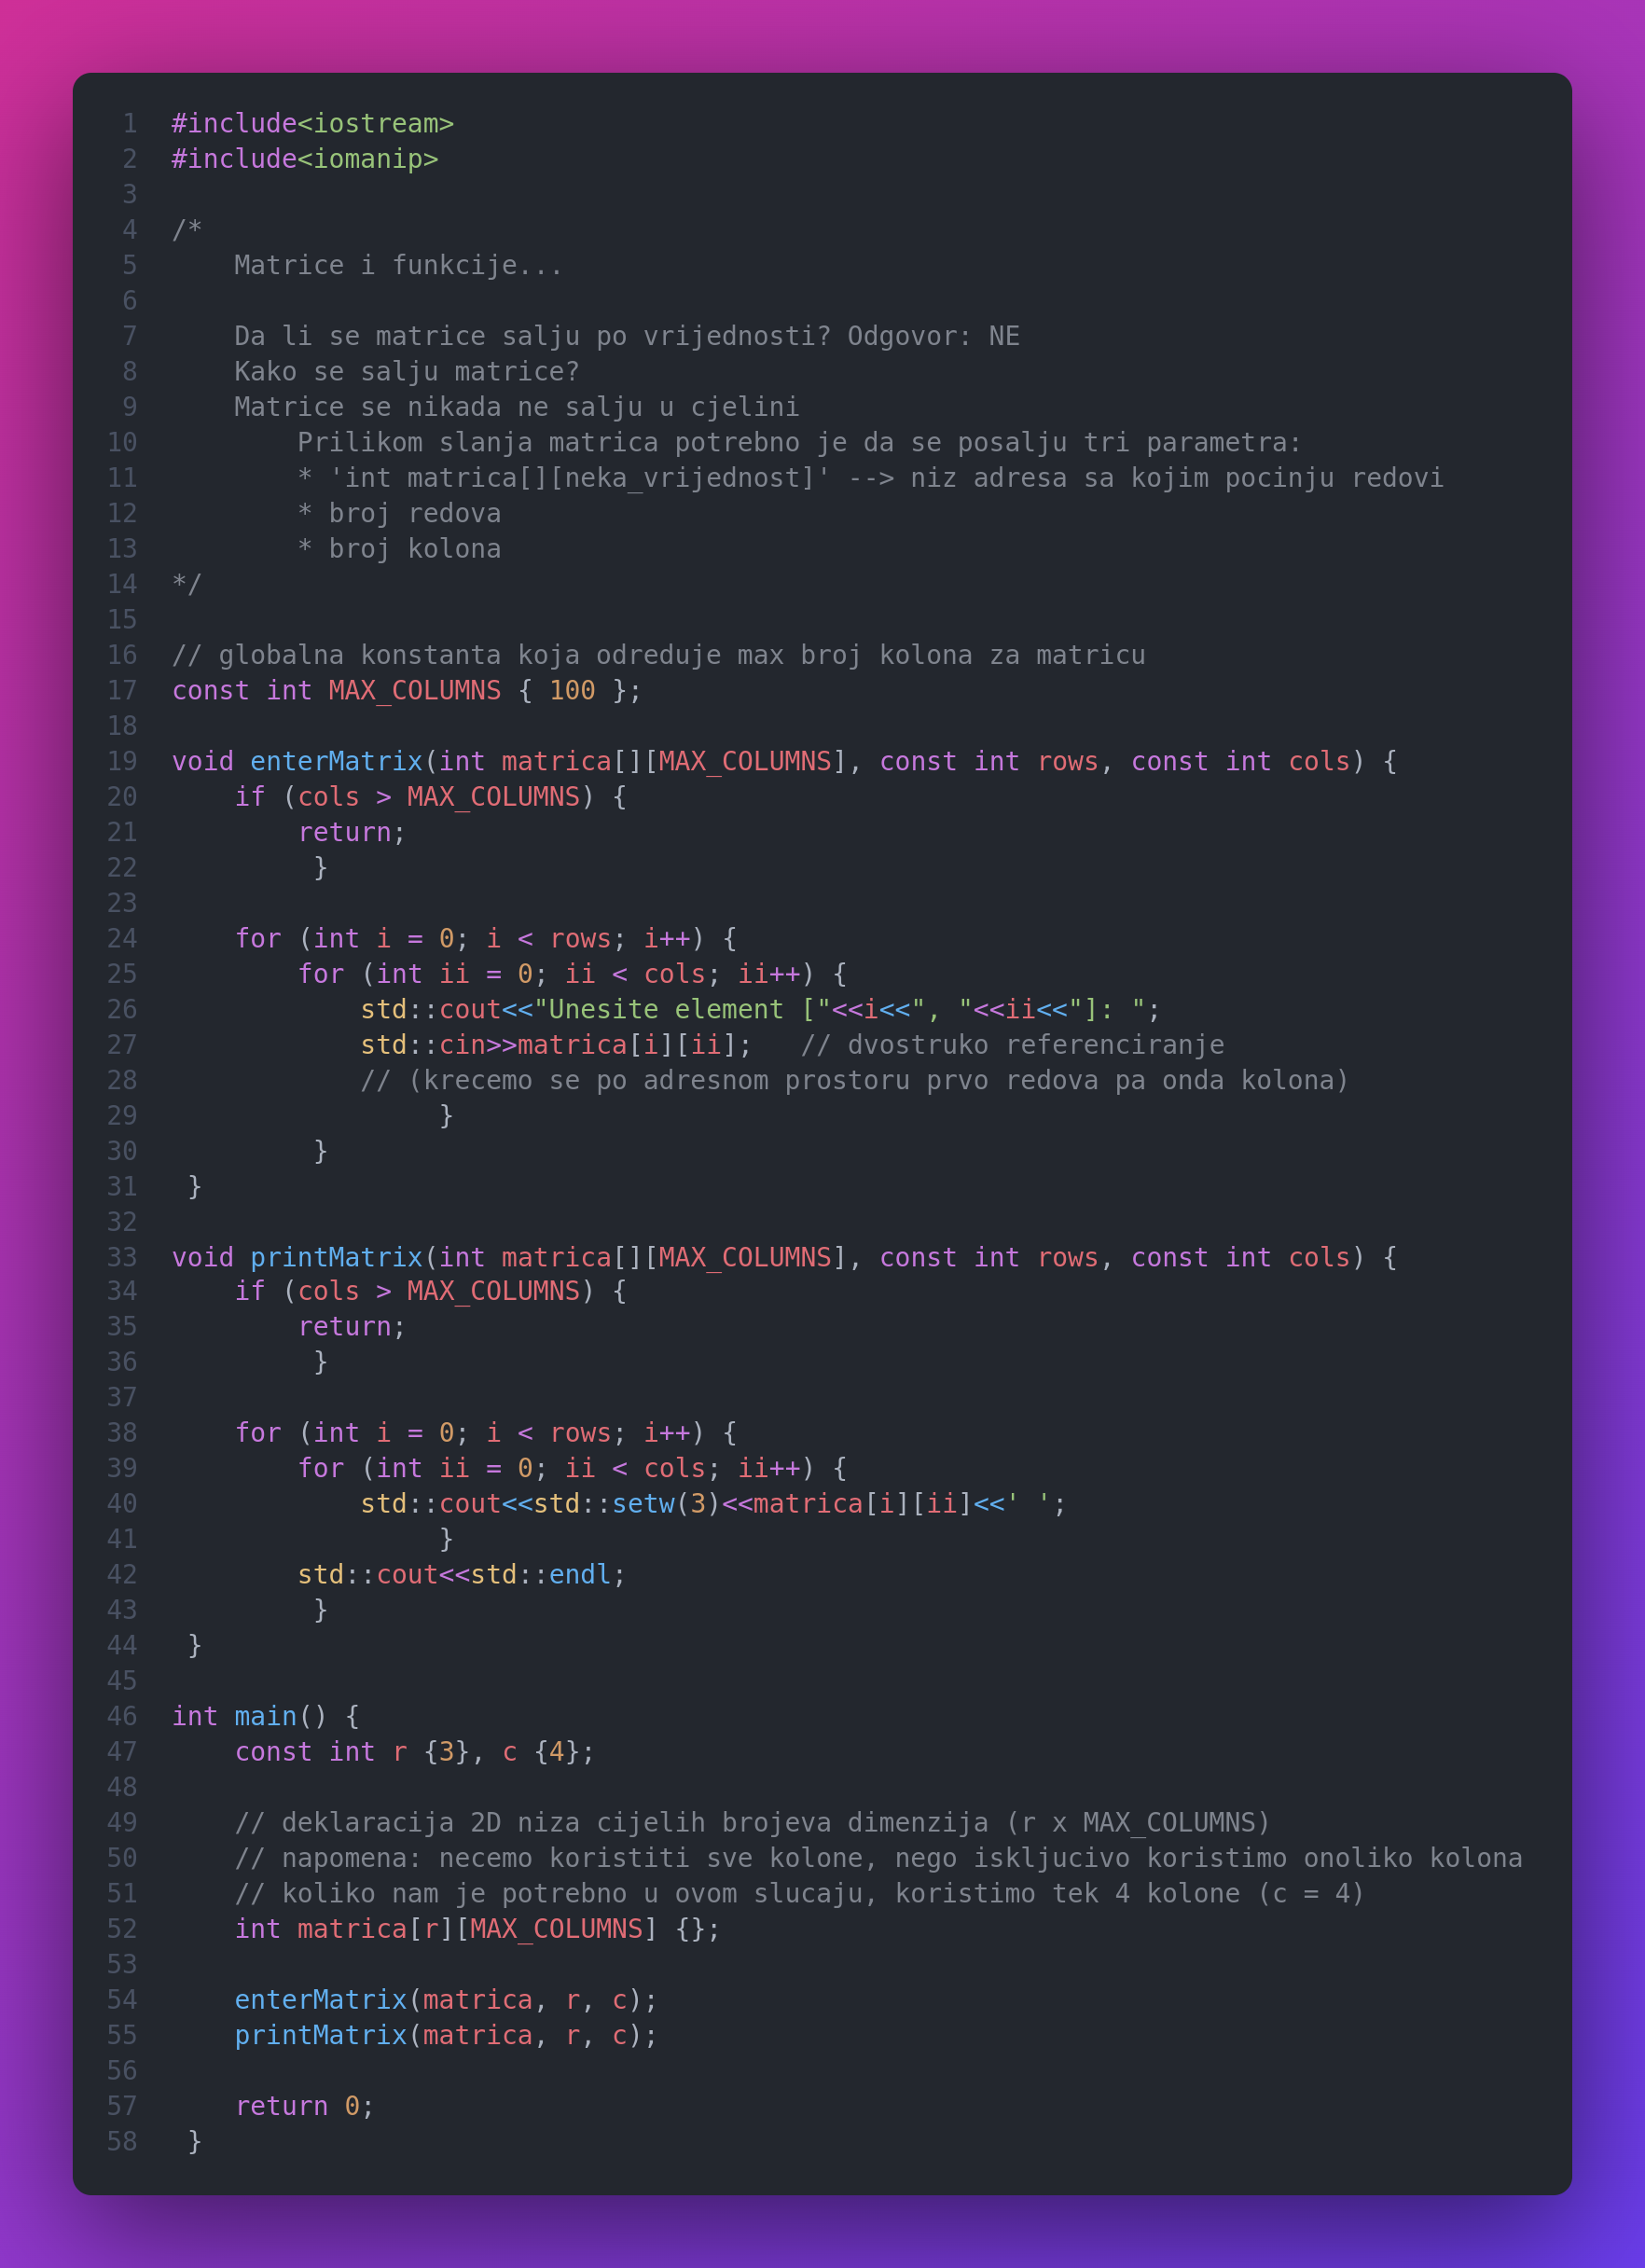 1 #include<iostream>
2 #include<iomanip>
3
4 /*
5     Matrice i funkcije...
6
7     Da li se matrice salju po vrijednosti? Odgovor: NE
8     Kako se salju matrice?
9     Matrice se nikada ne salju u cjelini
10         Prilikom slanja matrica potrebno je da se posalju tri parametra:
11         * 'int matrica[][neka_vrijednost]' --> niz adresa sa kojim pocinju redovi
12         * broj redova
13         * broj kolona
14 */
15
16 // globalna konstanta koja odreduje max broj kolona za matricu
17 const int MAX_COLUMNS { 100 };
18
19 void enterMatrix(int matrica[][MAX_COLUMNS], const int rows, const int cols) {
20     if (cols > MAX_COLUMNS) {
21         return;
22          }
23
24     for (int i = 0; i < rows; i++) {
25         for (int ii = 0; ii < cols; ii++) {
26             std::cout<<"Unesite element ["<<i<<", "<<ii<<"]: ";
27             std::cin>>matrica[i][ii];   // dvostruko referenciranje
28             // (krecemo se po adresnom prostoru prvo redova pa onda kolona)
29                  }
30          }
31  }
32
33 void printMatrix(int matrica[][MAX_COLUMNS], const int rows, const int cols) {
34     if (cols > MAX_COLUMNS) {
35         return;
36          }
37
38     for (int i = 0; i < rows; i++) {
39         for (int ii = 0; ii < cols; ii++) {
40             std::cout<<std::setw(3)<<matrica[i][ii]<<' ';
41                  }
42         std::cout<<std::endl;
43          }
44  }
45
46 int main() {
47     const int r {3}, c {4};
48
49     // deklaracija 2D niza cijelih brojeva dimenzija (r x MAX_COLUMNS)
50     // napomena: necemo koristiti sve kolone, nego iskljucivo koristimo onoliko kolona
51     // koliko nam je potrebno u ovom slucaju, koristimo tek 4 kolone (c = 4)
52     int matrica[r][MAX_COLUMNS] {};
53
54     enterMatrix(matrica, r, c);
55     printMatrix(matrica, r, c);
56
57     return 0;
58  }